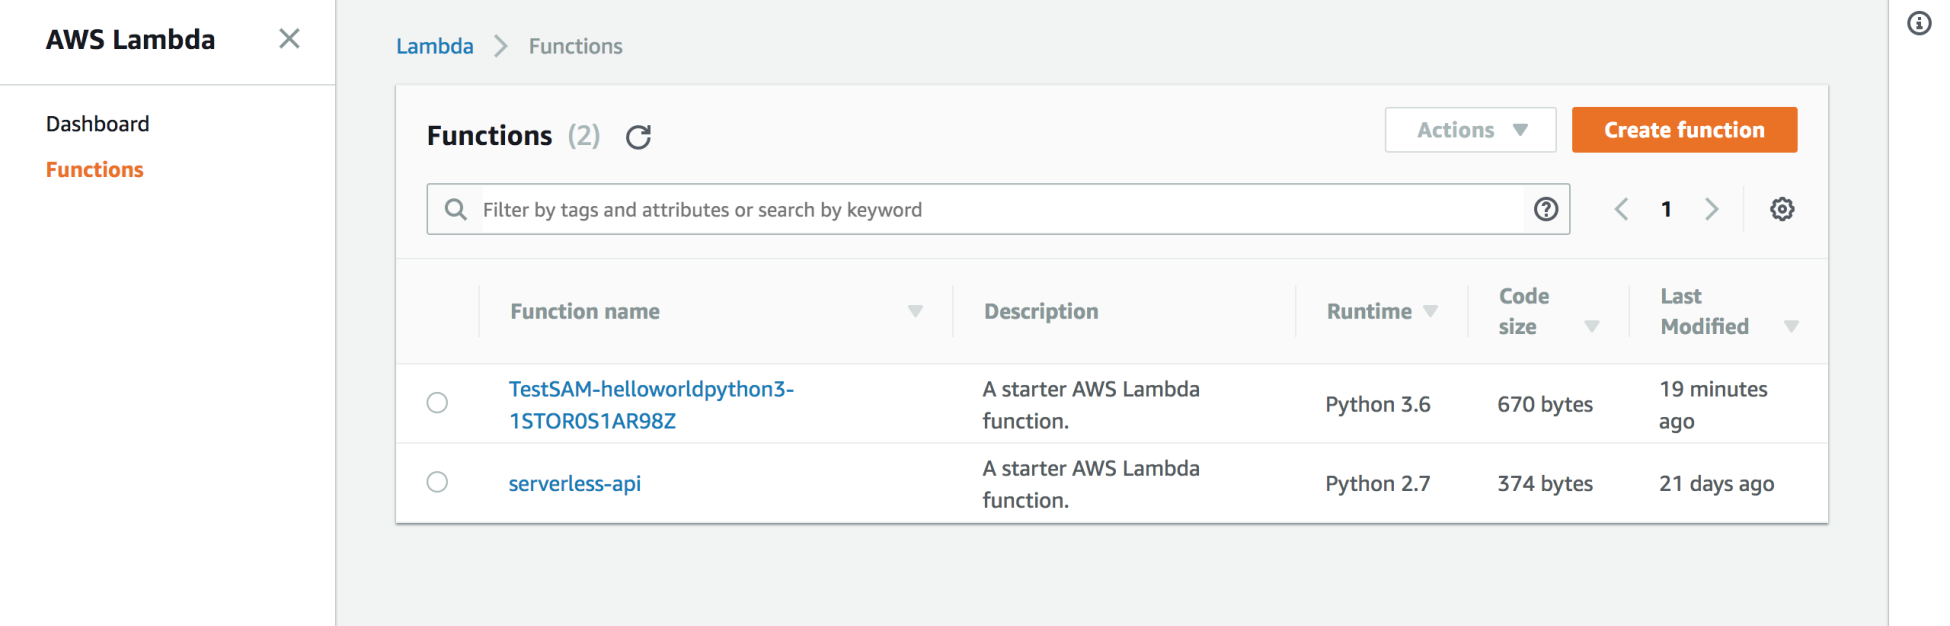 AWS Lambda
Dashboard
Functions
Lambda Functions
Functions (2)
Actions
Create function
Filter by tags and attributes or search by keyword
1
Function name
Description
Runtime
Code
size
Last
Modified
TestSAM-helloworldpython3-
1STOR0S1AR98Z
A starter AWS Lambda
function.
Python 3.6
670 bytes
19 minutes
ago
serverless-api
A starter AWS Lambda
function.
Python 2.7
374 bytes
21 days ago